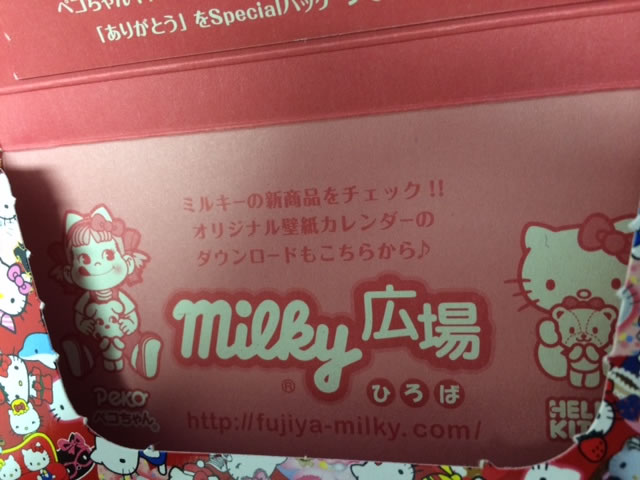 「ありがとう」をSpecialパッケージ
ミルキーの新商品をチェック!!
オリジナル壁紙カレンダーの
ダウンロードもこちらから♪
milky広場
® ひろば
PeKO
ペコちゃん®
HELLO
KITTY
http://fujiya-milky.com/